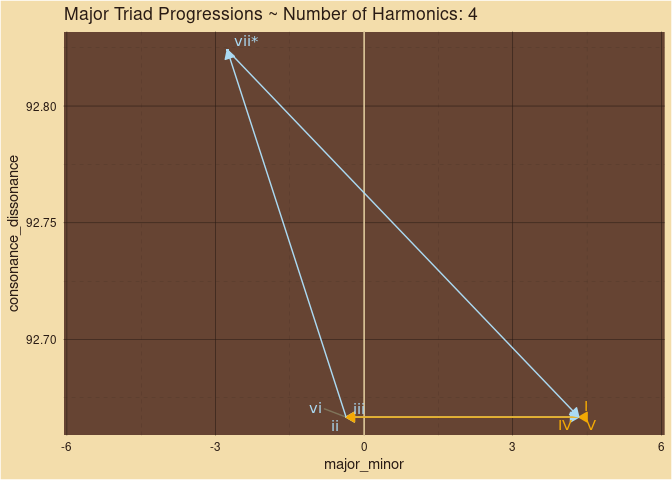 Major Triad Progressions ~ Number of Harmonics: 4
vii*
92.80
92.75
92.70
consonance_dissonance
vi
iii
ii
I
IV
V
-6
-3
0
3
6
major_minor